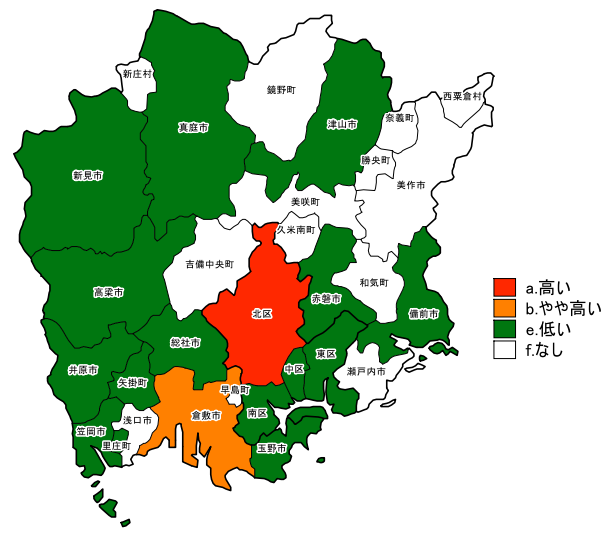 新庄村
鏡野町
西粟倉村
奈義町
真庭市
津山市
勝央町
新見市
美作市
美咲町
久米南町
吉備中央町
和気町
高梁市
赤磐市
北区
備前市
a.高い
b.やや高い
e.低い
f.なし
総社市
東区
井原市
中区
瀬戸内市
矢掛町
早島町
倉敷市
南区
浅口市
笠岡市
里庄町
玉野市